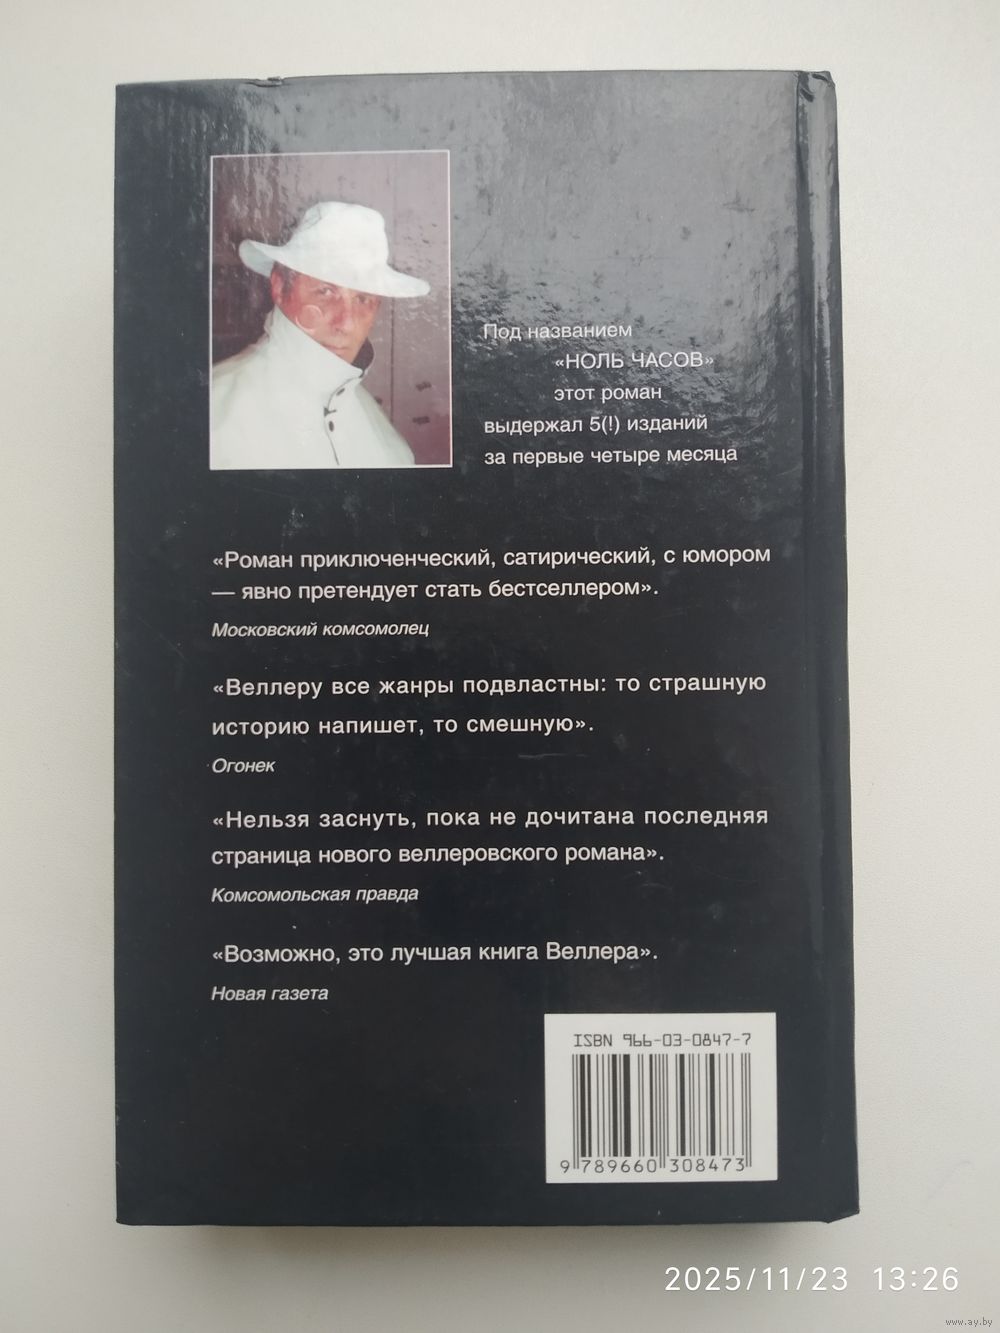 Под названием
«НОЛЬ ЧАСОВ»
этот роман
выдержал 5(!) изданий
за первые четыре месяца
«Роман приключенческий, сатирический, с юмором
— явно претендует стать бестселлером».
Московский комсомолец
«Веллеру все жанры подвластны: то страшную
историю напишет, то смешную».
Огонек
«Нельзя заснуть, пока не дочитана последняя
страница нового веллеровского романа».
Комсомольская правда
«Возможно, это лучшая книга Веллера».
Новая газета
ISBN 966-03-0847-7
9 789660 308473
2025/11/23 13:26
www.ay.by